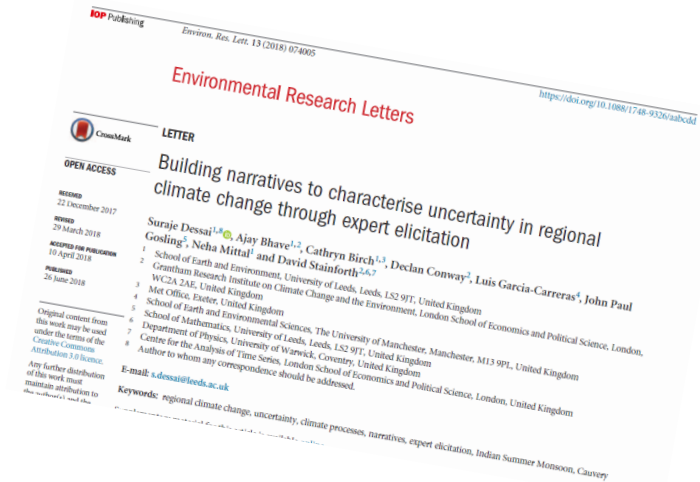 IOP Publishing
Environ. Res. Lett. 13 (2018) 074005
https://doi.org/10.1088/1748-9326/aabcdd
Environmental Research Letters
CrossMark
OPEN ACCESS
RECEIVED
22 December 2017
REVISED
29 March 2018
ACCEPTED FOR PUBLICATION
10 April 2018
PUBLISHED
26 June 2018
Original content from
this work may be used
under the terms of the
Creative Commons
Attribution 3.0 licence.
Any further distribution
of this work must
maintain attribution to
the author(s) and the
LETTER
Building narratives to characterise uncertainty in regional
climate change through expert elicitation
Suraje Dessai1,8, Ajay Bhave1,2, Cathryn Birch1,3, Declan Conway2, Luis Garcia-Carreras4, John Paul
Gosling5, Neha Mittal1 and David Stainforth2,6,7
1 School of Earth and Environment, University of Leeds, Leeds, LS2 9JT, United Kingdom
2 Grantham Research Institute on Climate Change and the Environment, London School of Economics and Political Science, London,
WC2A 2AE, United Kingdom
3 Met Office, Exeter, United Kingdom
4 School of Earth and Environmental Sciences, The University of Manchester, Manchester, M13 9PL, United Kingdom
5 School of Mathematics, University of Leeds, Leeds, LS2 9JT, United Kingdom
6 Department of Physics, University of Warwick, Coventry, United Kingdom
7 Centre for the Analysis of Time Series, London School of Economics and Political Science, London, United Kingdom
8 Author to whom any correspondence should be addressed.
E-mail: s.dessai@leeds.ac.uk
Keywords: regional climate change, uncertainty, climate processes, narratives, expert elicitation, Indian Summer Monsoon, Cauvery